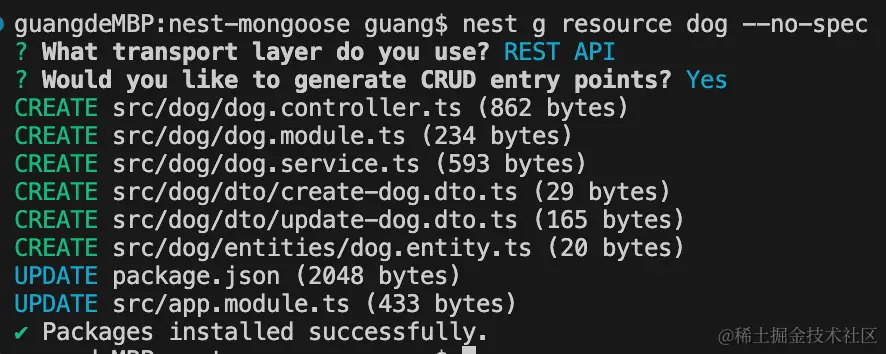 guangdeMBP:nest-mongoose guang$ nest g resource dog --no-spec
? What transport layer do you use? REST API
? Would you like to generate CRUD entry points? Yes
CREATE src/dog/dog.controller.ts (862 bytes)
CREATE src/dog/dog.module.ts (234 bytes)
CREATE src/dog/dog.service.ts (593 bytes)
CREATE src/dog/dto/create-dog.dto.ts (29 bytes)
CREATE src/dog/dto/update-dog.dto.ts (165 bytes)
CREATE src/dog/entities/dog.entity.ts (20 bytes)
UPDATE package.json (2048 bytes)
UPDATE src/app.module.ts (433 bytes)
✔ Packages installed successfully.
@稀土掘金技术社区